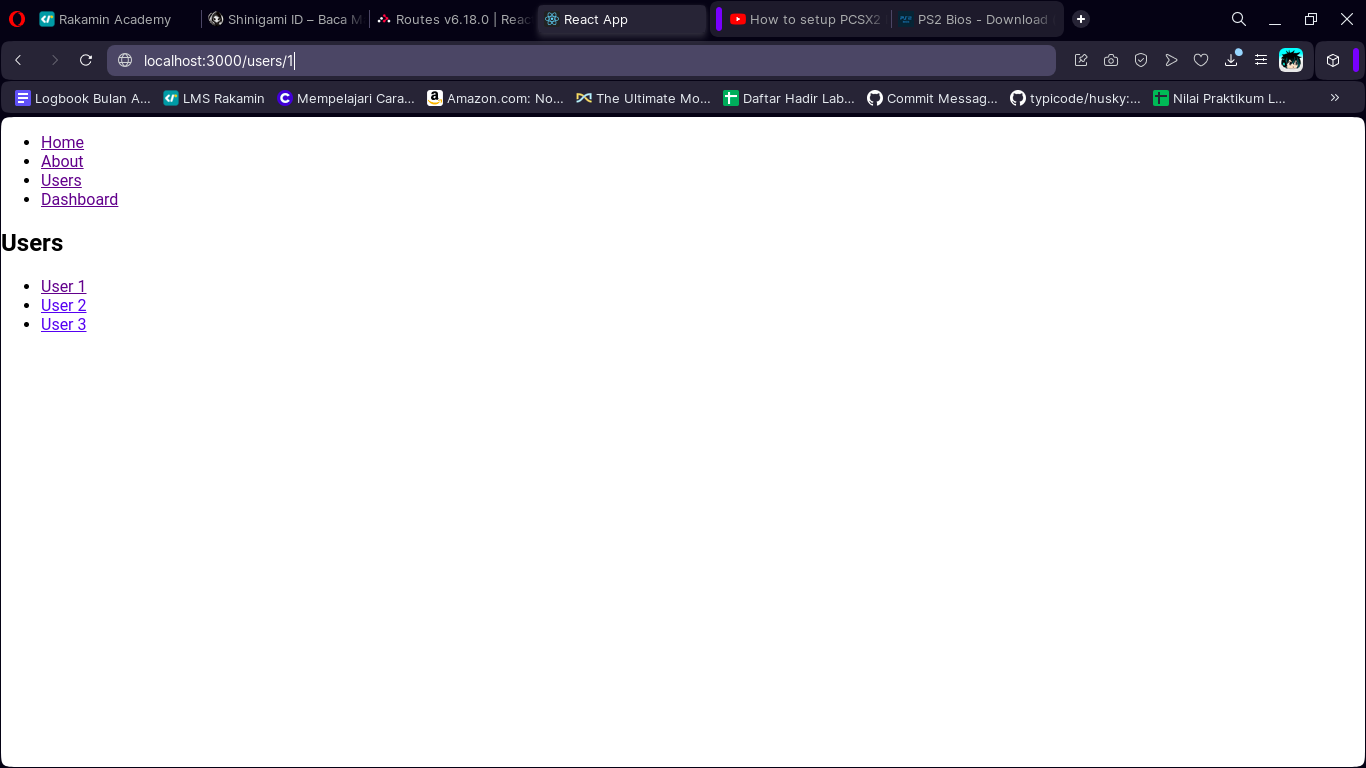 Rakamin Academy
Shinigami ID – Baca M
Routes v6.18.0 | Reac
React App
How to setup PCSX2
PS2 Bios - Download
localhost:3000/users/1
Logbook Bulan A...
LMS Rakamin
Mempelajari Cara...
Amazon.com: No...
The Ultimate Mo...
Daftar Hadir Lab...
Commit Messag...
typicode/husky:...
Nilai Praktikum L...
Home
About
Users
Dashboard
Users
User 1
User 2
User 3